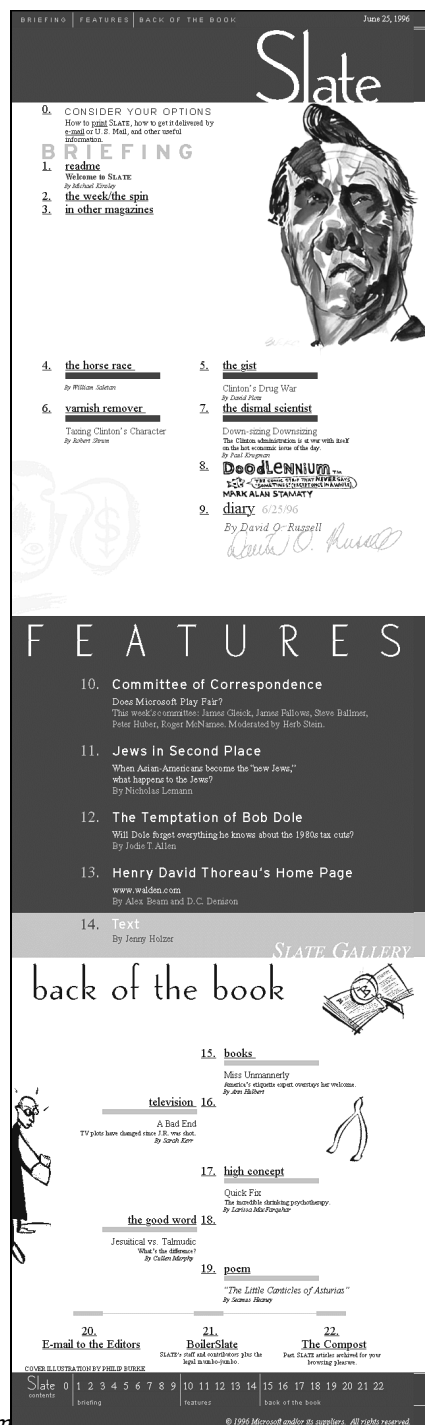 BRIEFING FEATURES BACK OF THE BOOK June 25, 1996
Slate
0. CONSIDER YOUR OPTIONS
How to print SLATE, how to get it delivered by
e-mail or U. S. Mail, and other useful
information.
BRIEFING
1. readme
Welcome to SLATE
By Michael Kinsley
2. the week/the spin
3. in other magazines
4. the horse race
By William Saletan
5. the gist
Clinton's Drug War
By David Plotz
6. varnish remover
Taxing Clinton's Character
By Robert Shrum
7. the dismal scientist
Down-sizing Downsizing
The Clinton administration is at war with itself
on the hot economic issue of the day.
By Paul Krugman
8. DOODLENNIUM TM
THE COMIC STRIP THAT NEVER SAYS
MARK ALAN STAMATY
9. diary 6/25/96
By David O. Russell
David O. Russell
FEATURES
10. Committee of Correspondence
Does Microsoft Play Fair?
This week's committee: James Gleick, James Fallows, Steve Ballmer,
Peter Huber, Roger McNamee. Moderated by Herb Stein.
11. Jews in Second Place
When Asian-Americans become the "new Jews,"
what happens to the Jews?
By Nicholas Lemann
12. The Temptation of Bob Dole
Will Dole forget everything he knows about the 1980s tax cuts?
By Jodie T. Allen
13. Henry David Thoreau's Home Page
www.walden.com
By Alex Beam and D.C. Denison
14. Text
By Jenny Holzer
SLATE GALLERY
back of the book
15. books
Miss Unmannerly
America's etiquette expert overstays her welcome.
By Ann Hulbert
television 16.
A Bad End
TV plots have changed since J.R. was shot.
By Sarah Kerr
17. high concept
Quick Fix
The incredible shrinking psychotherapy.
By Larissa MacFarquhar
the good word 18.
Jesuitical vs. Talmudic
What's the difference?
By Cullen Murphy
19. poem
"The Little Canticles of Asturias"
By Seamus Heaney
20. 21. 22.
E-mail to the Editors BoilerSlate The Compost
SLATE's staff and contributors plus the
legal mumbo-jumbo.
Past SLATE articles archived for your
browsing pleasure.
COVER ILLUSTRATION BY PHILIP BURKE
Slate 0 1 2 3 4 5 6 7 8 9 10 11 12 13 14 15 16 17 18 19 20 21 22
contents briefing features back of the book
© 1996 Microsoft and/or its suppliers. All rights reserved.
m